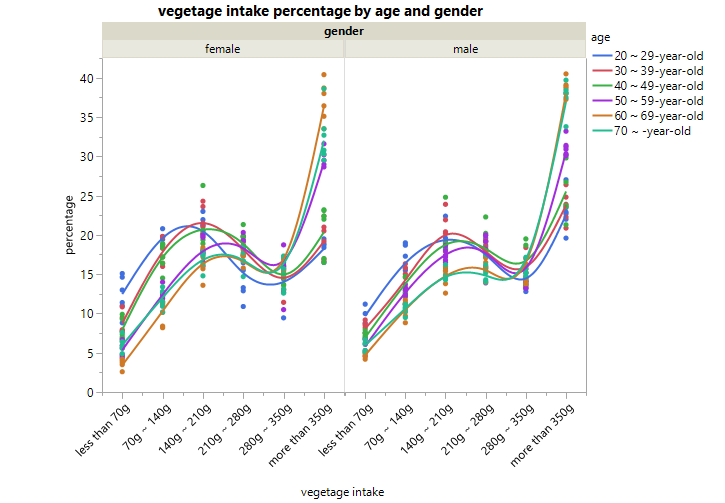 vegetage intake percentage by age and gender
gender
female
male
percentage
40
35
30
25
20
15
10
5
0
less than 70g
70g ~ 140g
140g ~ 210g
210g ~ 280g
280g ~ 350g
more than 350g
less than 70g
70g ~ 140g
140g ~ 210g
210g ~ 280g
280g ~ 350g
more than 350g
vegetage intake
age
20 ~ 29-year-old
30 ~ 39-year-old
40 ~ 49-year-old
50 ~ 59-year-old
60 ~ 69-year-old
70 ~ -year-old